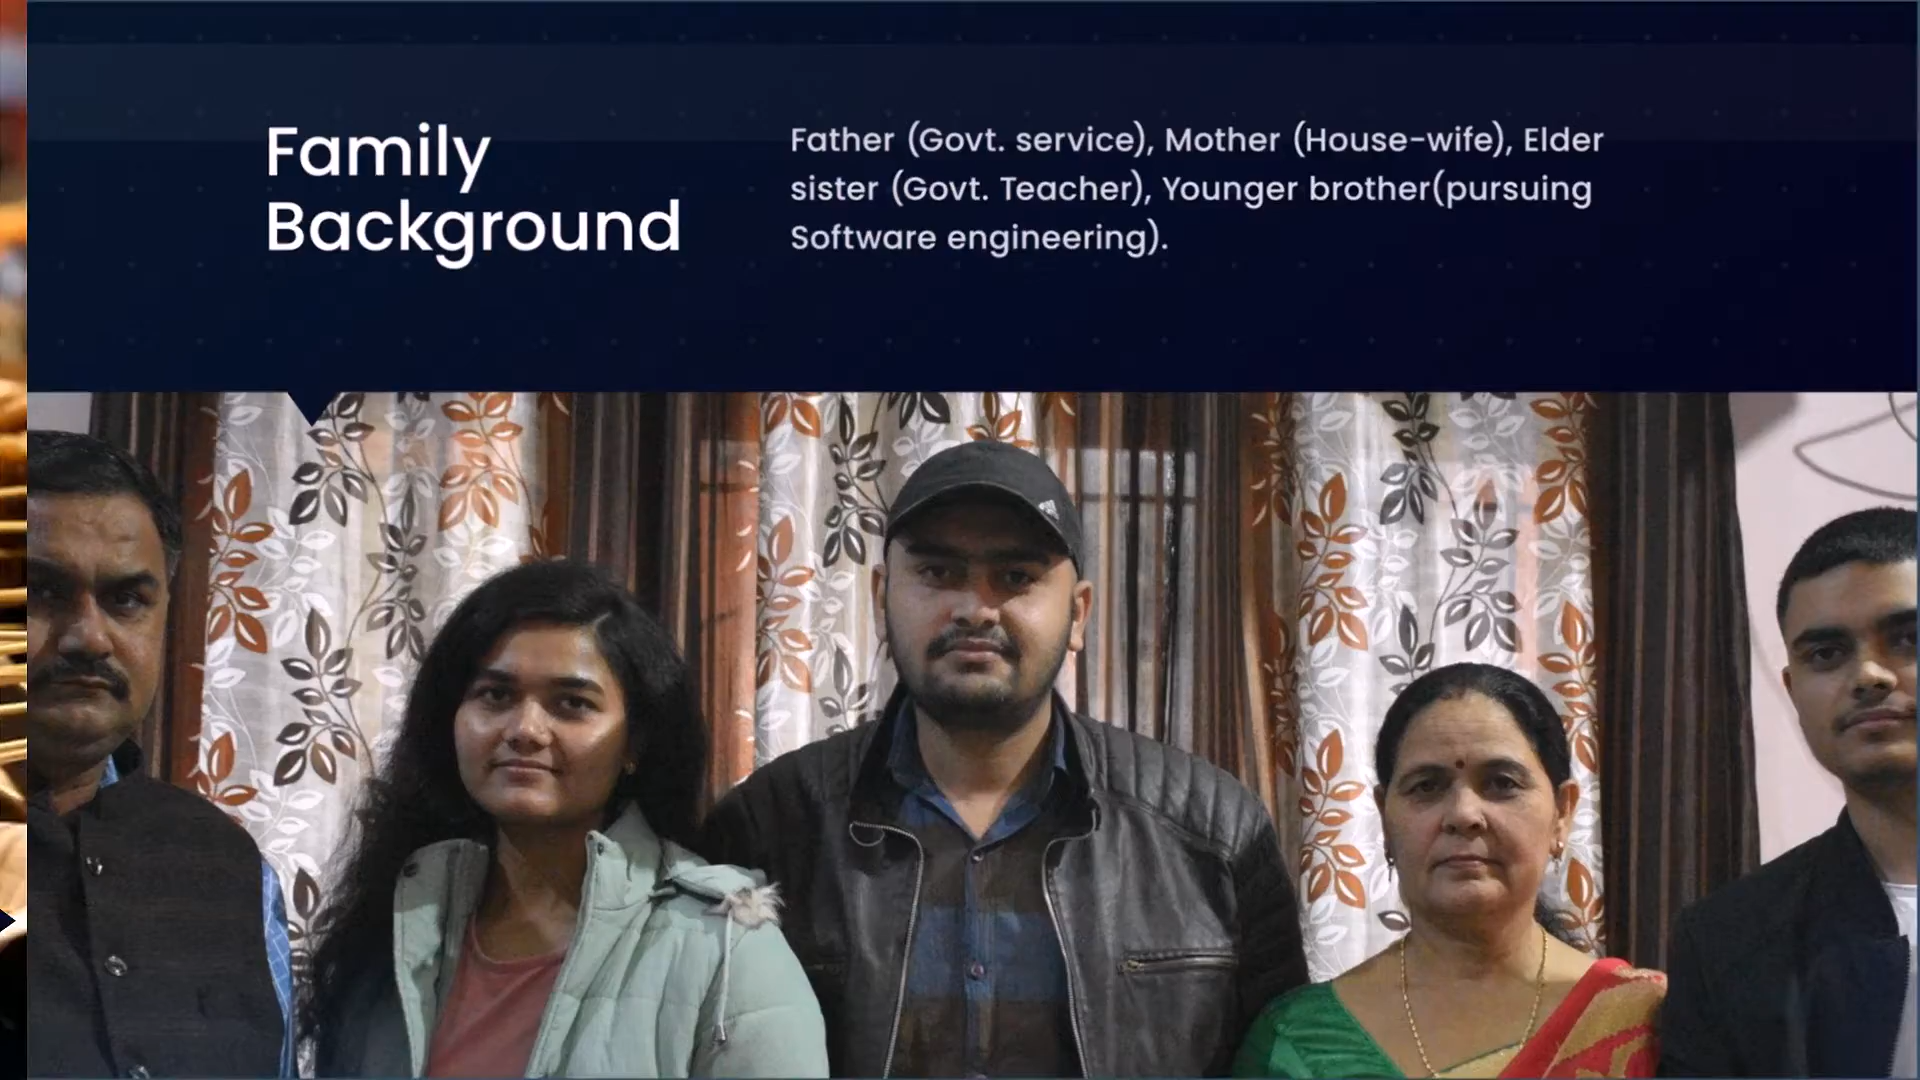 Family
Background
Father (Govt. service), Mother (House-wife), Elder
sister (Govt. Teacher), Younger brother(pursuing
Software engineering).